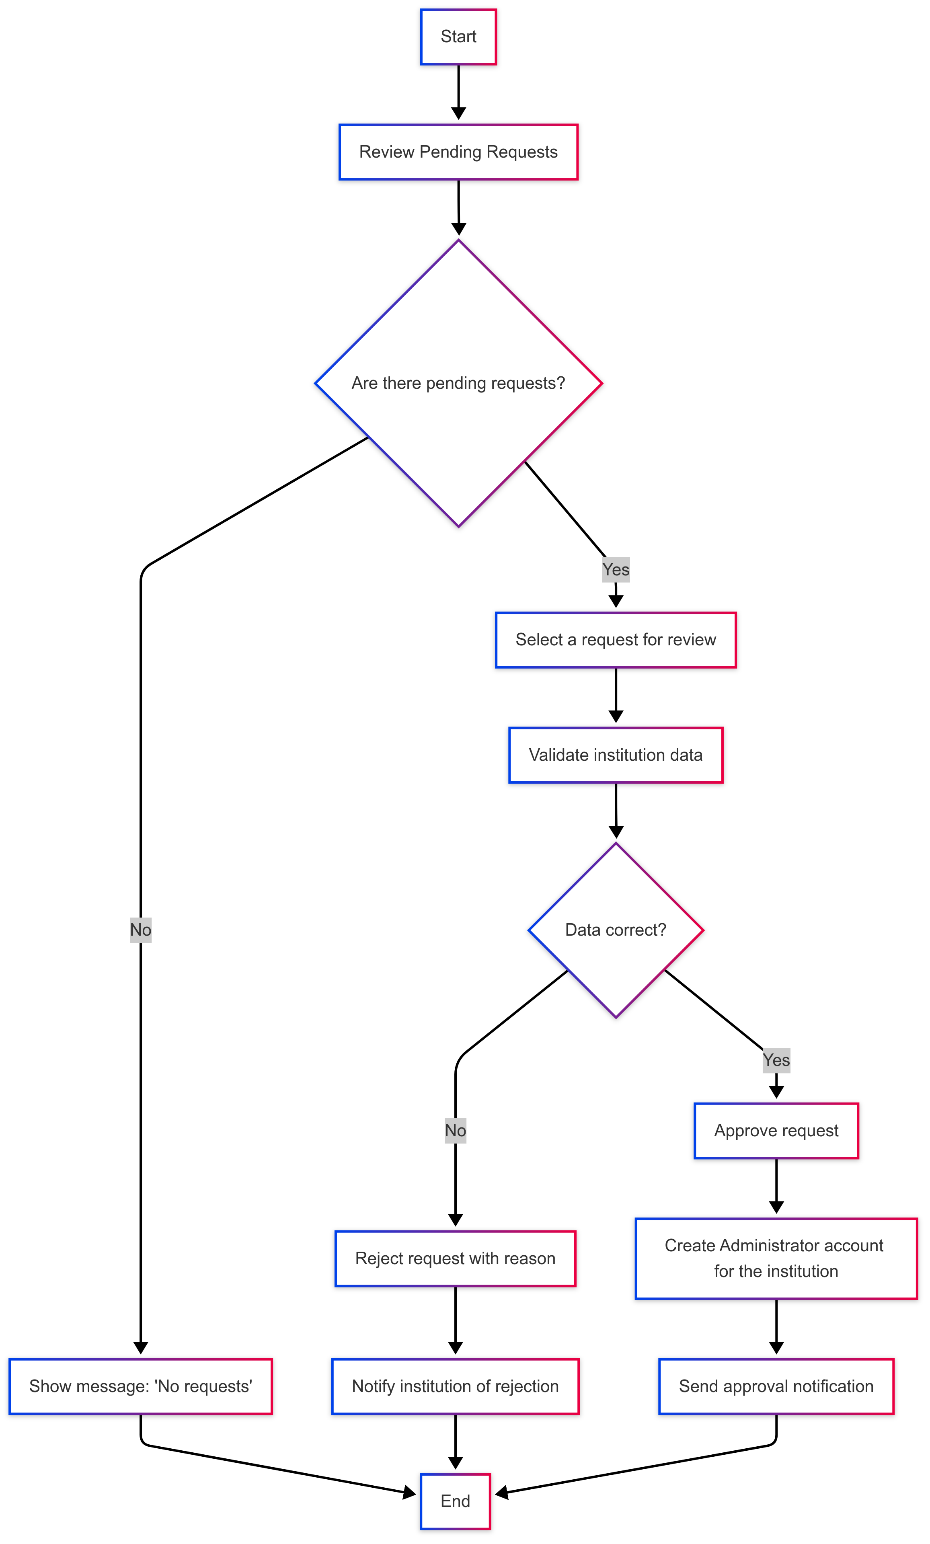 Start
Review Pending Requests
Are there pending requests?
Yes
Select a request for review
Validate institution data
No
Data correct?
Yes
No
Approve request
Create Administrator account
for the institution
Reject request with reason
Show message: 'No requests'
Notify institution of rejection
Send approval notification
End